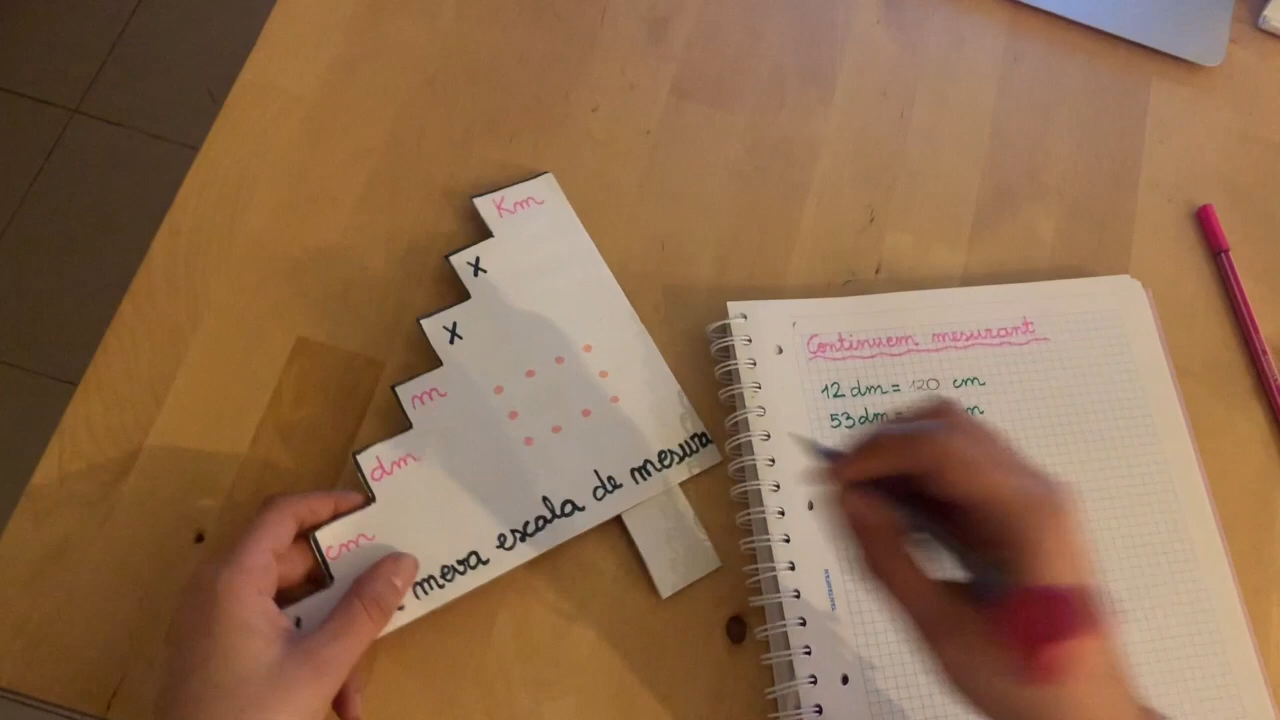 Km
x
x
m
dm
cm
meva escala de mesura
Continuem mesurant
12 dm = 120 cm
53 dm